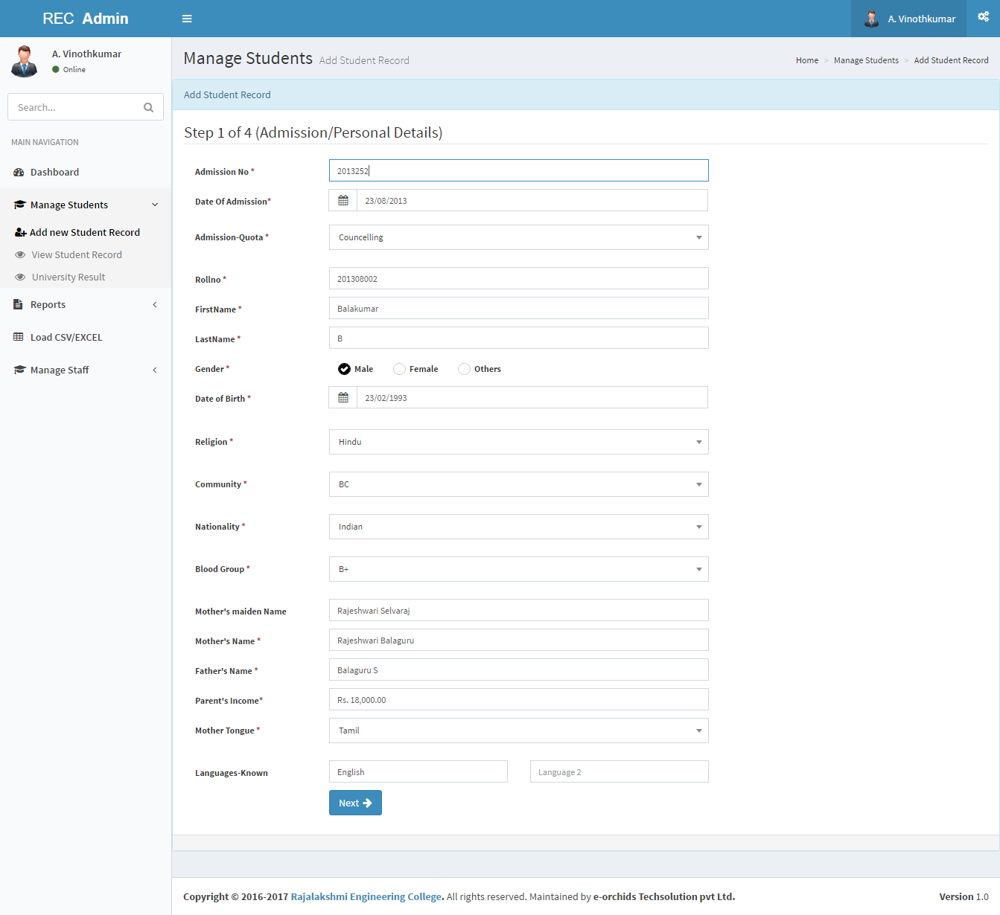 REC Admin
A. Vinothkumar
A. Vinothkumar
Online
Search...
MAIN NAVIGATION
Dashboard
Manage Students
Add new Student Record
View Student Record
University Result
Reports
Load CSV/EXCEL
Manage Staff
Manage Students Add Student Record
Home > Manage Students > Add Student Record
Add Student Record
Step 1 of 4 (Admission/Personal Details)
Admission No * 2013252
Date Of Admission* 23/08/2013
Admission-Quota * Councelling
Rollno * 201308002
FirstName * Balakumar
LastName * B
Gender * Male Female Others
Date of Birth * 23/02/1993
Religion * Hindu
Community * BC
Nationality * Indian
Blood Group * B+
Mother's maiden Name Rajeshwari Selvaraj
Mother's Name * Rajeshwari Balaguru
Father's Name * Balaguru S
Parent's Income* Rs. 18,000.00
Mother Tongue * Tamil
Languages-Known English Language 2
Next
Copyright © 2016-2017 Rajalakshmi Engineering College. All rights reserved. Maintained by e-orchids Techsolution pvt Ltd.
Version 1.0